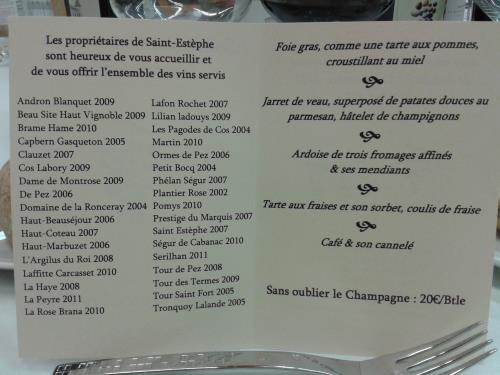 Les propriétaires de Saint-Estèphe
sont heureux de vous accueillir et
de vous offrir l'ensemble des vins servis
Andron Blanquet 2009
Beau Site Haut Vignoble 2009
Brame Hame 2010
Capbern Gasqueton 2005
Clauzet 2007
Cos Labory 2009
Dame de Montrose 2009
De Pez 2006
Domaine de la Ronceray 2004
Haut-Beauséjour 2006
Haut-Coteau 2007
Haut-Marbuzet 2006
L'Argilus du Roi 2008
Laffitte Carcasset 2010
La Haye 2008
La Peyre 2011
La Rose Brana 2010
Lafon Rochet 2007
Lilian ladouys 2009
Les Pagodes de Cos 2004
Martin 2010
Ormes de Pez 2006
Petit Bocq 2004
Phélan Ségur 2007
Plantier Rose 2002
Pomys 2010
Prestige du Marquis 2007
Saint Estèphe 2007
Ségur de Cabanac 2010
Serilhan 2011
Tour de Pez 2008
Tour des Termes 2009
Tour Saint Fort 2005
Tronquoy Lalande 2005
Foie gras, comme une tarte aux pommes,
croustillant au miel
Jarret de veau, superposé de patates douces au
parmesan, hâtelet de champignons
Ardoise de trois fromages affinés
& ses mendiants
Tarte aux fraises et son sorbet, coulis de fraise
Café & son cannelé
Sans oublier le Champagne : 20€/Btle